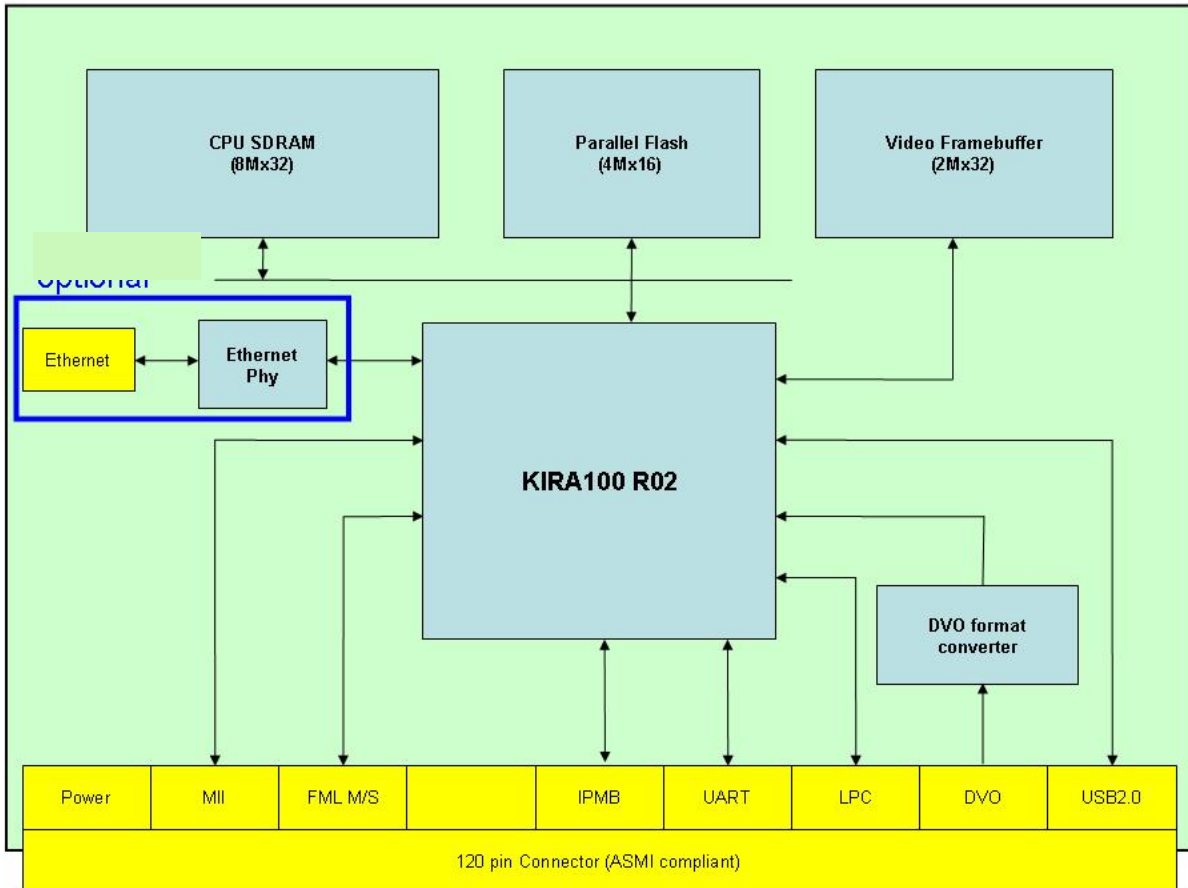 CPU SDRAM
(8Mx32)
Parallel Flash
(4Mx16)
Video Framebuffer
(2Mx32)
optional
Ethernet
Ethernet
Phy
KIRA100 R02
DVO format
converter
Power
MII
FML M/S
IPMB
UART
LPC
DVO
USB2.0
120 pin Connector (ASMI compliant)